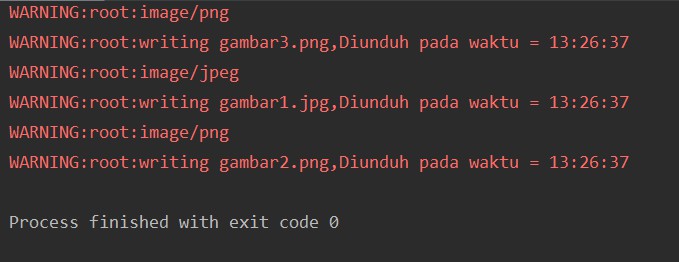 WARNING:root:image/png
WARNING:root:writing gambar3.png,Diunduh pada waktu = 13:26:37
WARNING:root:image/jpeg
WARNING:root:writing gambar1.jpg,Diunduh pada waktu = 13:26:37
WARNING:root:image/png
WARNING:root:writing gambar2.png,Diunduh pada waktu = 13:26:37
Process finished with exit code 0